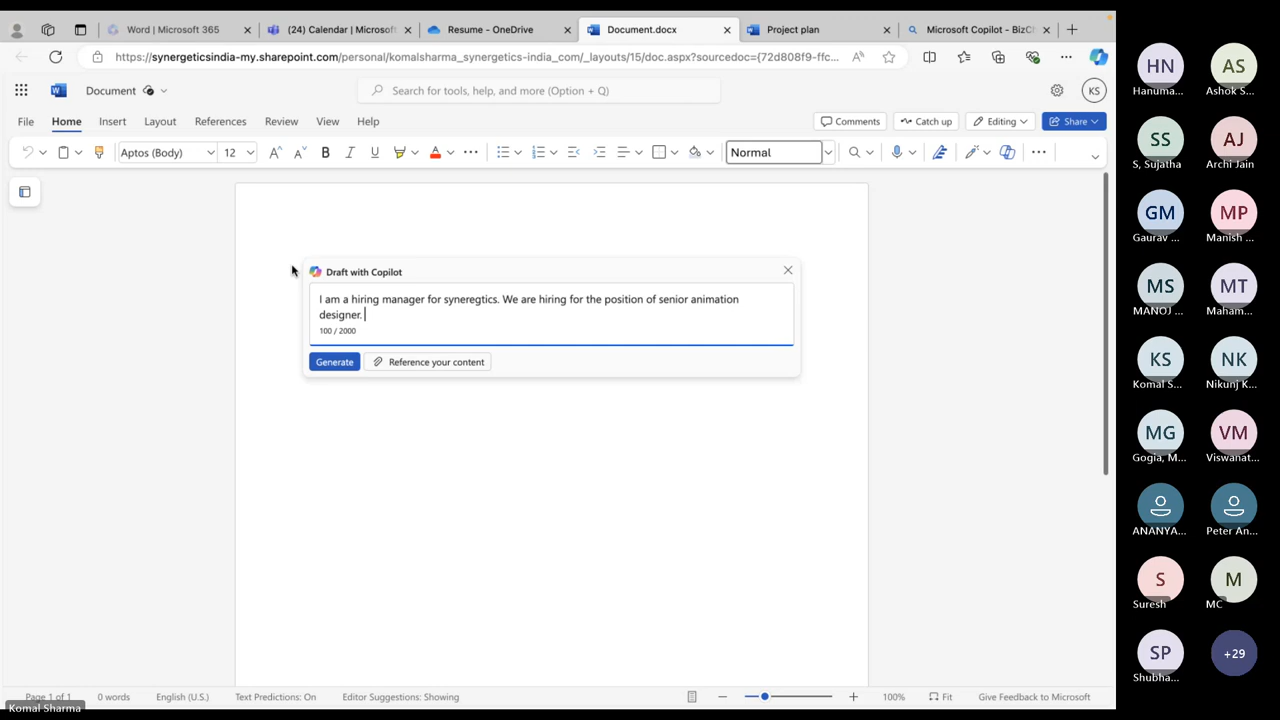 Word | Microsoft 365
(24) Calendar | Microsoft
Resume - OneDrive
Document.docx
Project plan
Microsoft Copilot - BizCh
https://synergeticsindia-my.sharepoint.com/personal/komalsharma_synergetics-india_com/_layouts/15/doc.aspx?sourcedoc={72d808f9-ffc...
Document
Search for tools, help, and more (Option + Q)
KS
File Home Insert Layout References Review View Help
Comments Catch up Editing Share
Aptos (Body) 12 B I U A Normal
Draft with Copilot
I am a hiring manager for syneregtics. We are hiring for the position of senior animation
designer.
100 / 2000
Generate Reference your content
Page 1 of 1 0 words English (U.S.) Text Predictions: On Editor Suggestions: Showing 100% Fit Give Feedback to Microsoft
Komal Sharma
HN AS
Hanuma... Ashok S...
SS AJ
S, Sujatha Archi Jain
GM MP
Gaurav ... Manish ...
MS MT
MANOJ ... Maham...
KS NK
Komal S... Nikunj K...
MG VM
Gogia, M... Viswanat...
ANANYA... Peter An...
S M
Suresh MC
SP +29
Shubha...